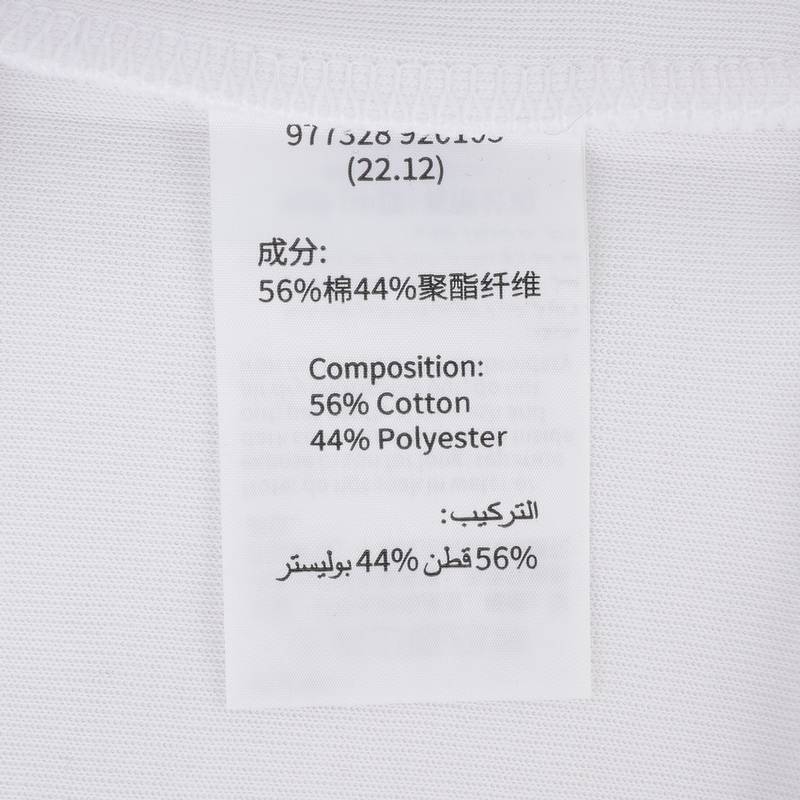 (22.12)
成分:
56%棉44%聚酯纤维
Composition:
56% Cotton
44% Polyester
التركيب:
56% قطن 44% بوليستر